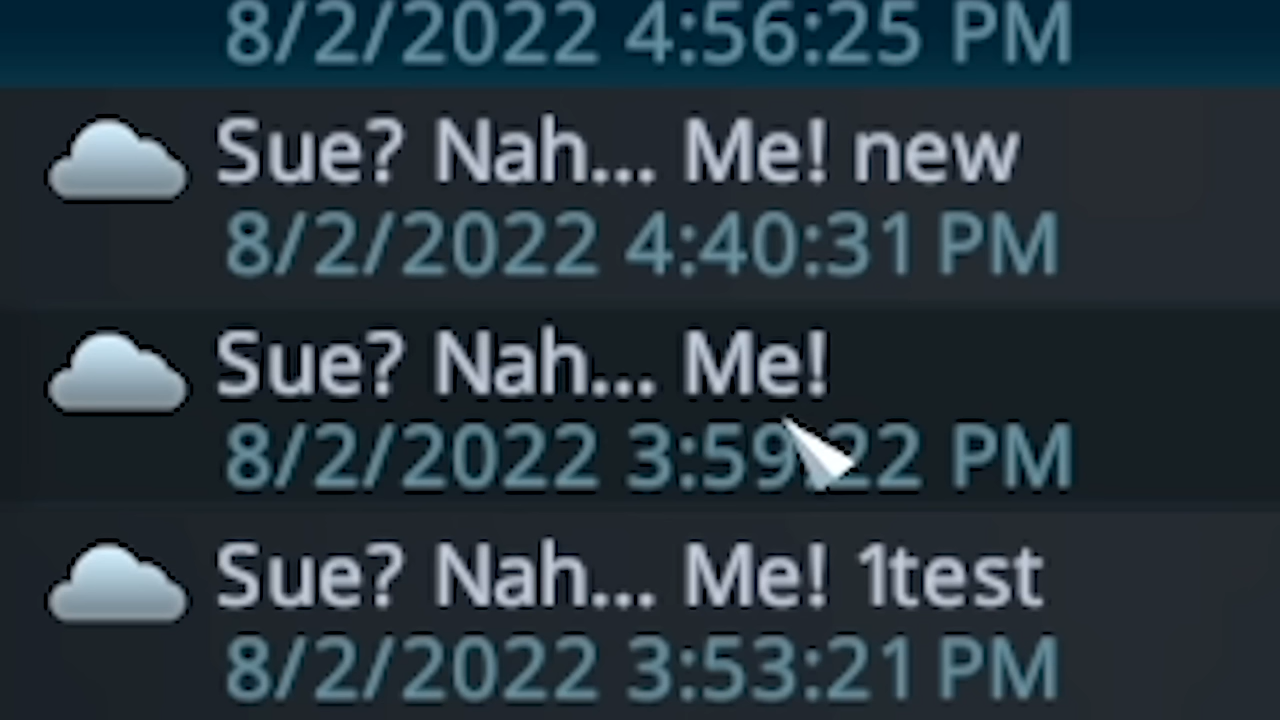 8/2/2022 4:56:25 PM
Sue? Nah... Me! new
8/2/2022 4:40:31 PM
Sue? Nah... Me!
8/2/2022 3:59:22 PM
Sue? Nah... Me! 1test
8/2/2022 3:53:21 PM